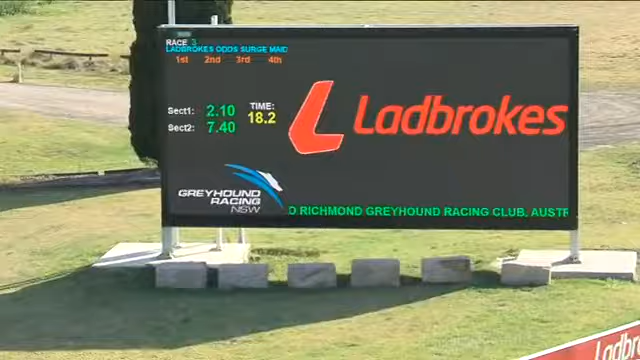 RACE 3
LADBROKES ODDS SURGE MAID
1st 2nd 3rd 4th
Sect1: 2.10 TIME:
Sect2: 7.40 18.2
Ladbrokes
GREYHOUND
RACING
NSW
O RICHMOND GREYHOUND RACING CLUB, AUSTR
Ladbro